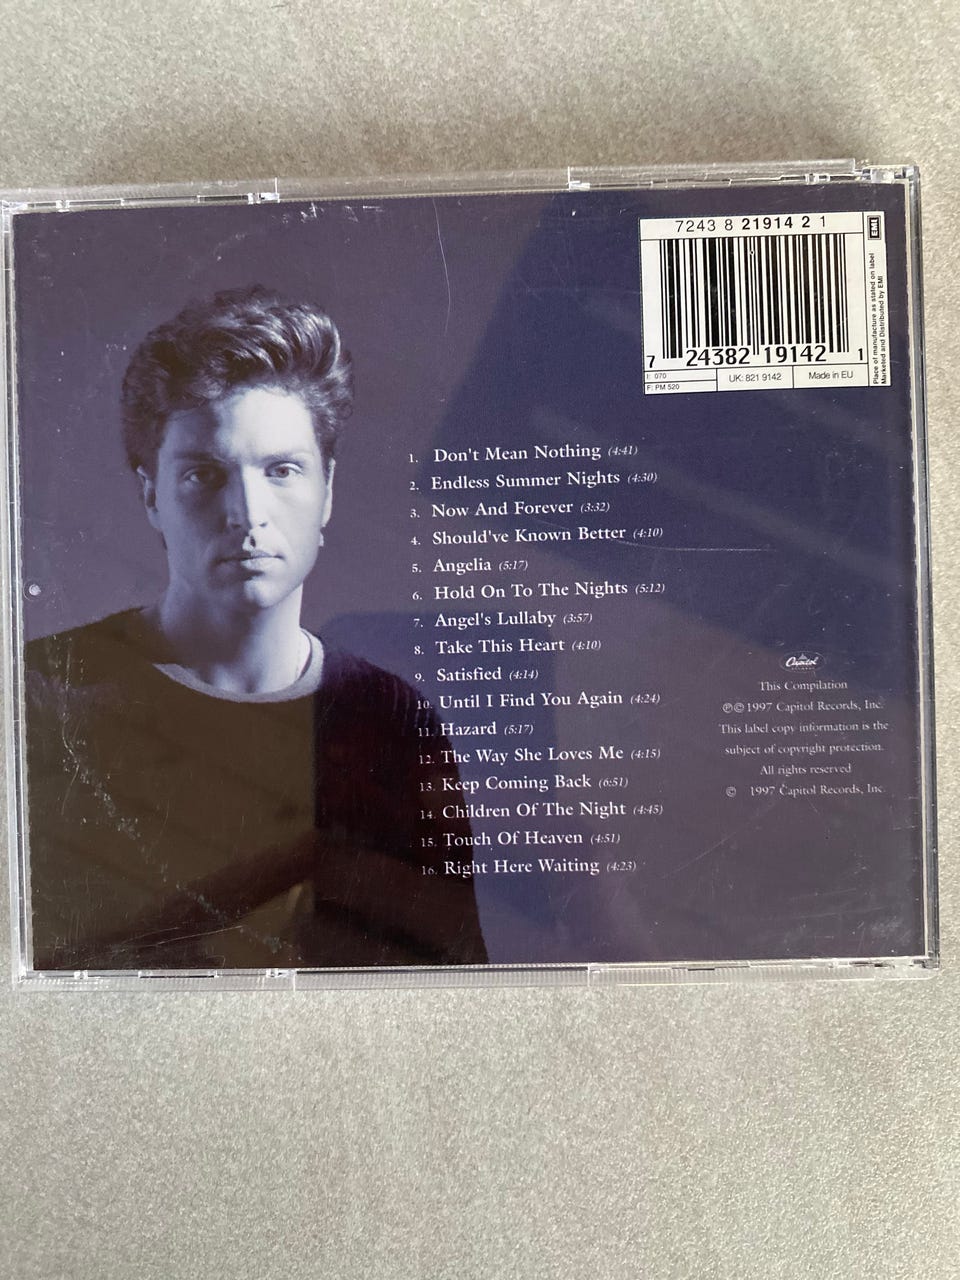 7243 8 21914 2 1
EMI
Place of manufacture as stated on label
Marketed and Distributed by EMI
7 24382 19142 1
I: 070
F: PM 520
UK: 821 9142
Made in EU
1. Don't Mean Nothing (4:41)
2. Endless Summer Nights (4:30)
3. Now And Forever (3:32)
4. Should've Known Better (4:10)
5. Angelia (5:17)
6. Hold On To The Nights (5:12)
7. Angel's Lullaby (3:57)
8. Take This Heart (4:10)
9. Satisfied (4:14)
10. Until I Find You Again (4:24)
11. Hazard (5:17)
12. The Way She Loves Me (4:15)
13. Keep Coming Back (6:51)
14. Children Of The Night (4:45)
15. Touch Of Heaven (4:51)
16. Right Here Waiting (4:23)
Capitol
This Compilation
℗©1997 Capitol Records, Inc.
This label copy information is the
subject of copyright protection.
All rights reserved
© 1997 Capitol Records, Inc.